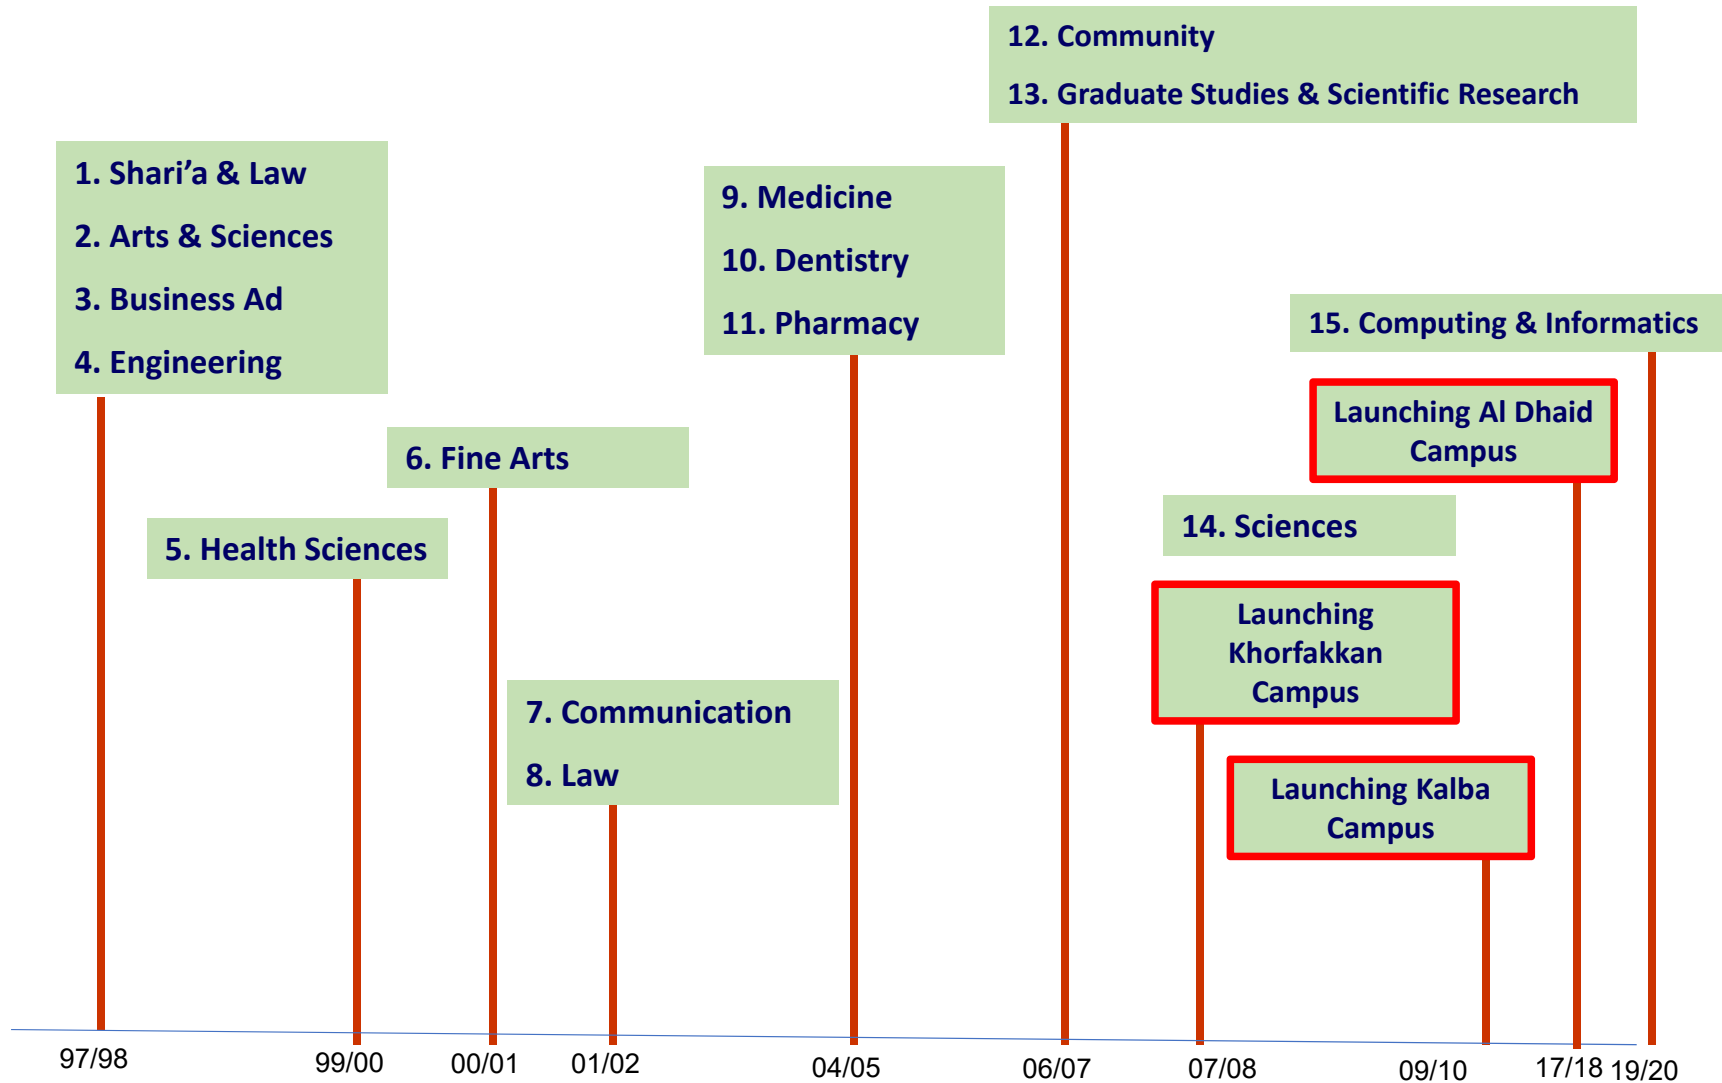 12. Community
13. Graduate Studies & Scientific Research
1. Shari’a & Law
2. Arts & Sciences
3. Business Ad
4. Engineering
9. Medicine
10. Dentistry
11. Pharmacy
15. Computing & Informatics
Launching Al Dhaid
Campus
6. Fine Arts
14. Sciences
5. Health Sciences
Launching
Khorfakkan
Campus
7. Communication
8. Law
Launching Kalba
Campus
97/98
99/00
00/01
01/02
04/05
06/07
07/08
09/10
17/18
19/20